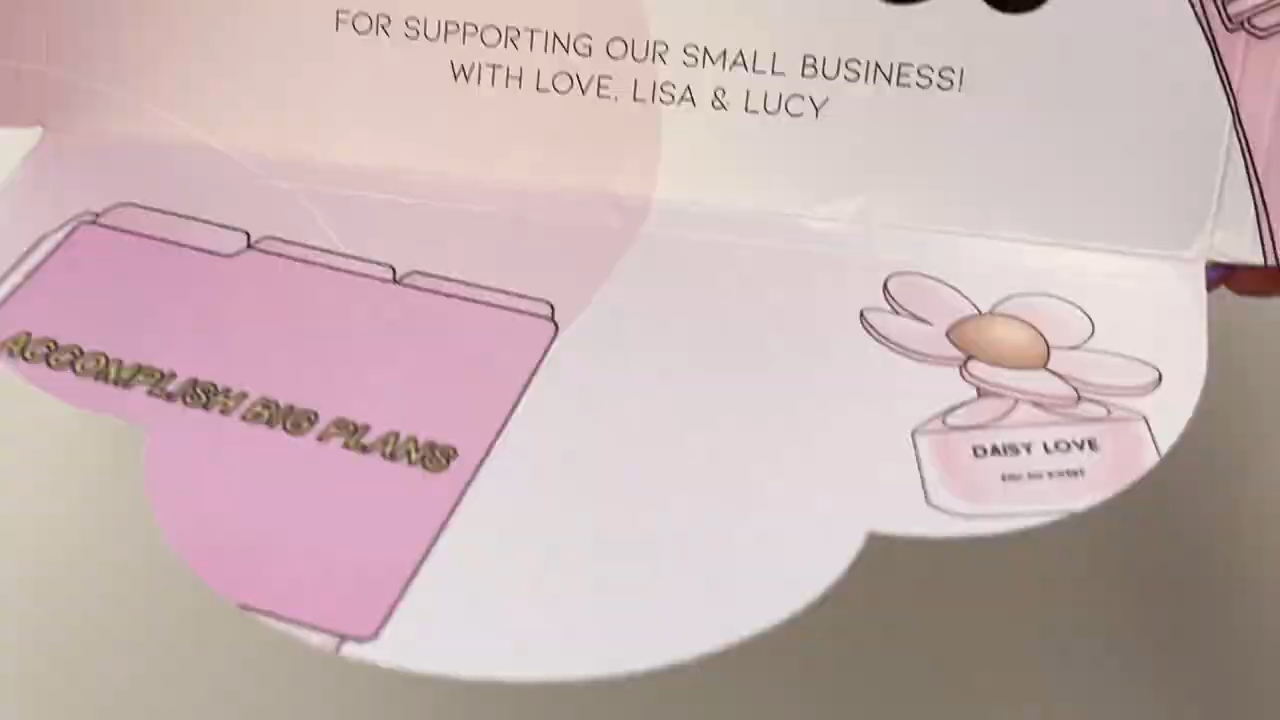 FOR SUPPORTING OUR SMALL BUSINESS!
WITH LOVE, LISA & LUCY
ACCOMPLISH BIG PLANS
DAISY LOVE